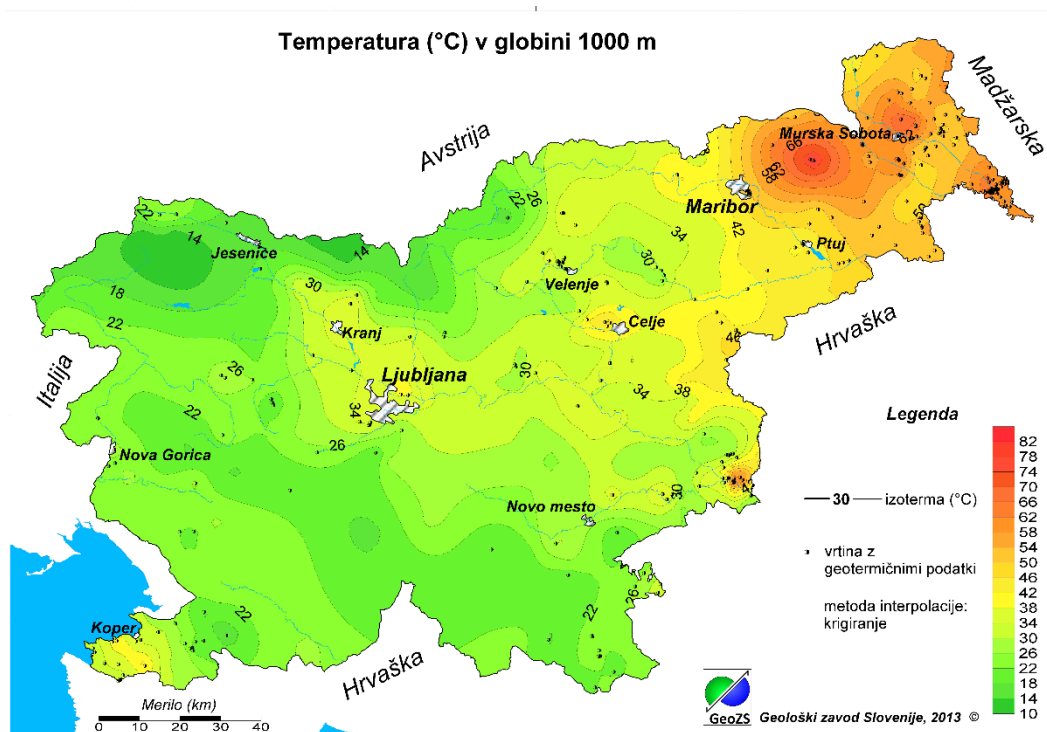 Temperatura (°C) v globini 1000 m
Madžarska
Avstrija
Murska Sobota
62
66
62
58
Maribor
50
22
26
22
42
14
Jesenice
14
34
Ptuj
30
Velenje
18
30
22
Kranj
Celje
46
Hrvaška
Italija
26
Ljubljana
30
34
38
22
34
26
Legenda
Nova Gorica
30
Novo mesto
30
izoterma (°C)
vrtina z
geotermičnimi podatki
metoda interpolacije:
krigiranje
82
78
74
70
66
62
58
54
50
46
42
38
34
30
26
22
18
14
10
26
22
22
Koper
Hrvaška
Merilo (km)
0 10 20 30 40
GeoZS
Geološki zavod Slovenije, 2013 ©